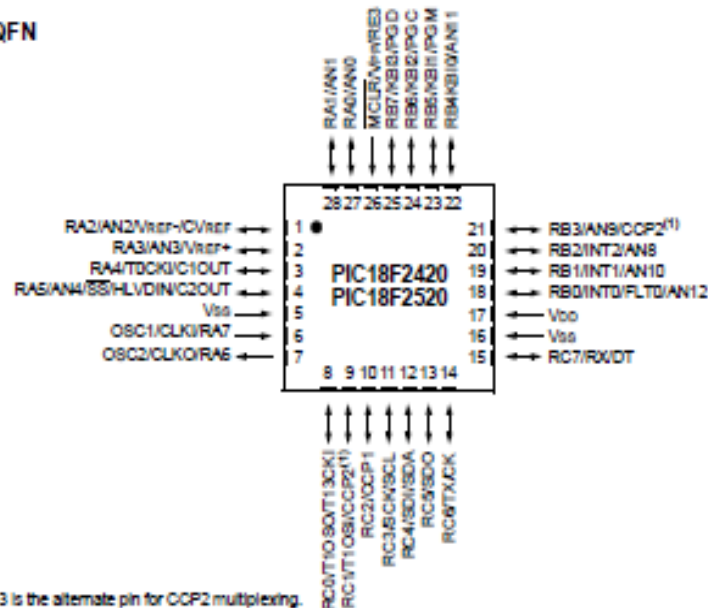 QFN
RA1/AN1
RA0/AN0
MCLR/VPP/RE3
RB7/KBI3/PGD
RB6/KBI2/PGC
RB5/KBI1/PGM
RB4KBI0/AN11
28 27 26 25 24 23 22
RA2/AN2/VREF-/CVREF 1
RA3/AN3/VREF+ 2
RA4/T0CKI/C1OUT 3
RA5/AN4/SS/HLVDIN/C2OUT 4
VSS 5
OSC1/CLKI/RA7 6
OSC2/CLKO/RA6 7
PIC18F2420
PIC18F2520
21 RB3/AN9/CCP2(1)
20 RB2/INT2/AN8
19 RB1/INT1/AN10
18 RB0/INT0/FLT0/AN12
17 VDD
16 VSS
15 RC7/RX/DT
8 9 10 11 12 13 14
RC0/T1OSO/T13CKI
RC1/T1OSI/CCP2(1)
RC2/CCP1
RC3/SCK/SCL
RC4/SDI/SDA
RC5/SDO
RC6/TX/CK
3 is the alternate pin for CCP2 multiplexing.